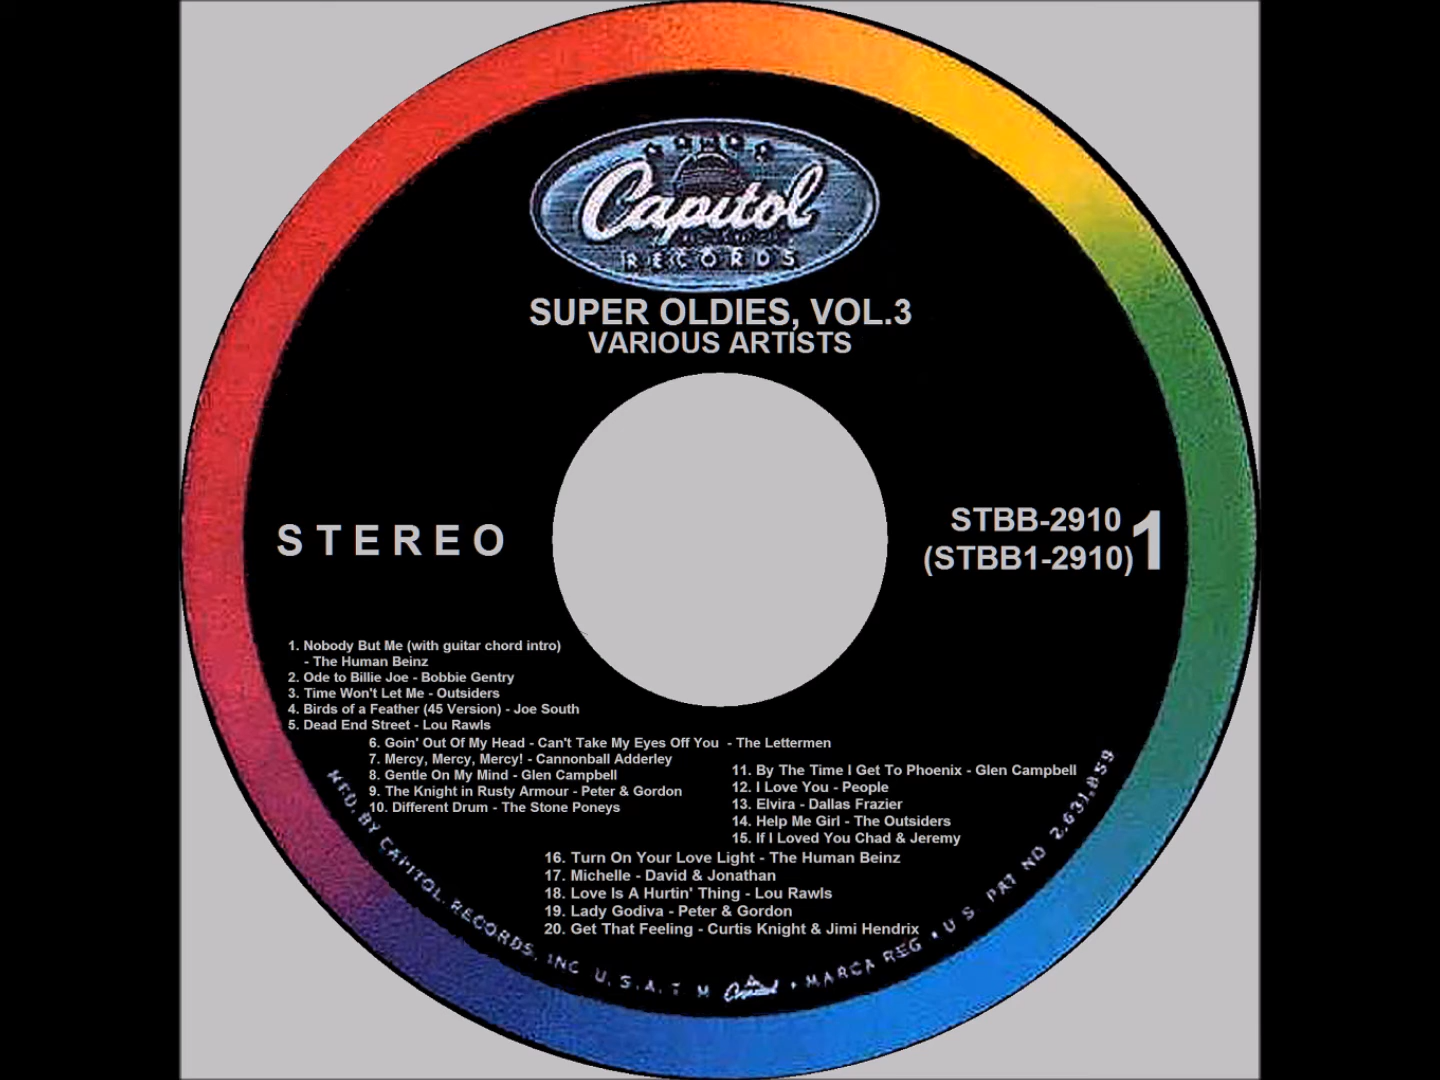 Capitol
RECORDS
SUPER OLDIES, VOL.3
VARIOUS ARTISTS
STEREO
STBB-2910
(STBB1-2910)
1
1. Nobody But Me (with guitar chord intro)
- The Human Beinz
2. Ode to Billie Joe - Bobbie Gentry
3. Time Won't Let Me - Outsiders
4. Birds of a Feather (45 Version) - Joe South
5. Dead End Street - Lou Rawls
6. Goin' Out Of My Head - Can't Take My Eyes Off You - The Lettermen
7. Mercy, Mercy, Mercy! - Cannonball Adderley
8. Gentle On My Mind - Glen Campbell
9. The Knight in Rusty Armour - Peter & Gordon
10. Different Drum - The Stone Poneys
11. By The Time I Get To Phoenix - Glen Campbell
12. I Love You - People
13. Elvira - Dallas Frazier
14. Help Me Girl - The Outsiders
15. If I Loved You Chad & Jeremy
16. Turn On Your Love Light - The Human Beinz
17. Michelle - David & Jonathan
18. Love Is A Hurtin' Thing - Lou Rawls
19. Lady Godiva - Peter & Gordon
20. Get That Feeling - Curtis Knight & Jimi Hendrix
MFD. BY CAPITOL RECORDS, INC. U.S.A. T M Capitol • MARCA REG • U S PAT NO 2,631,859